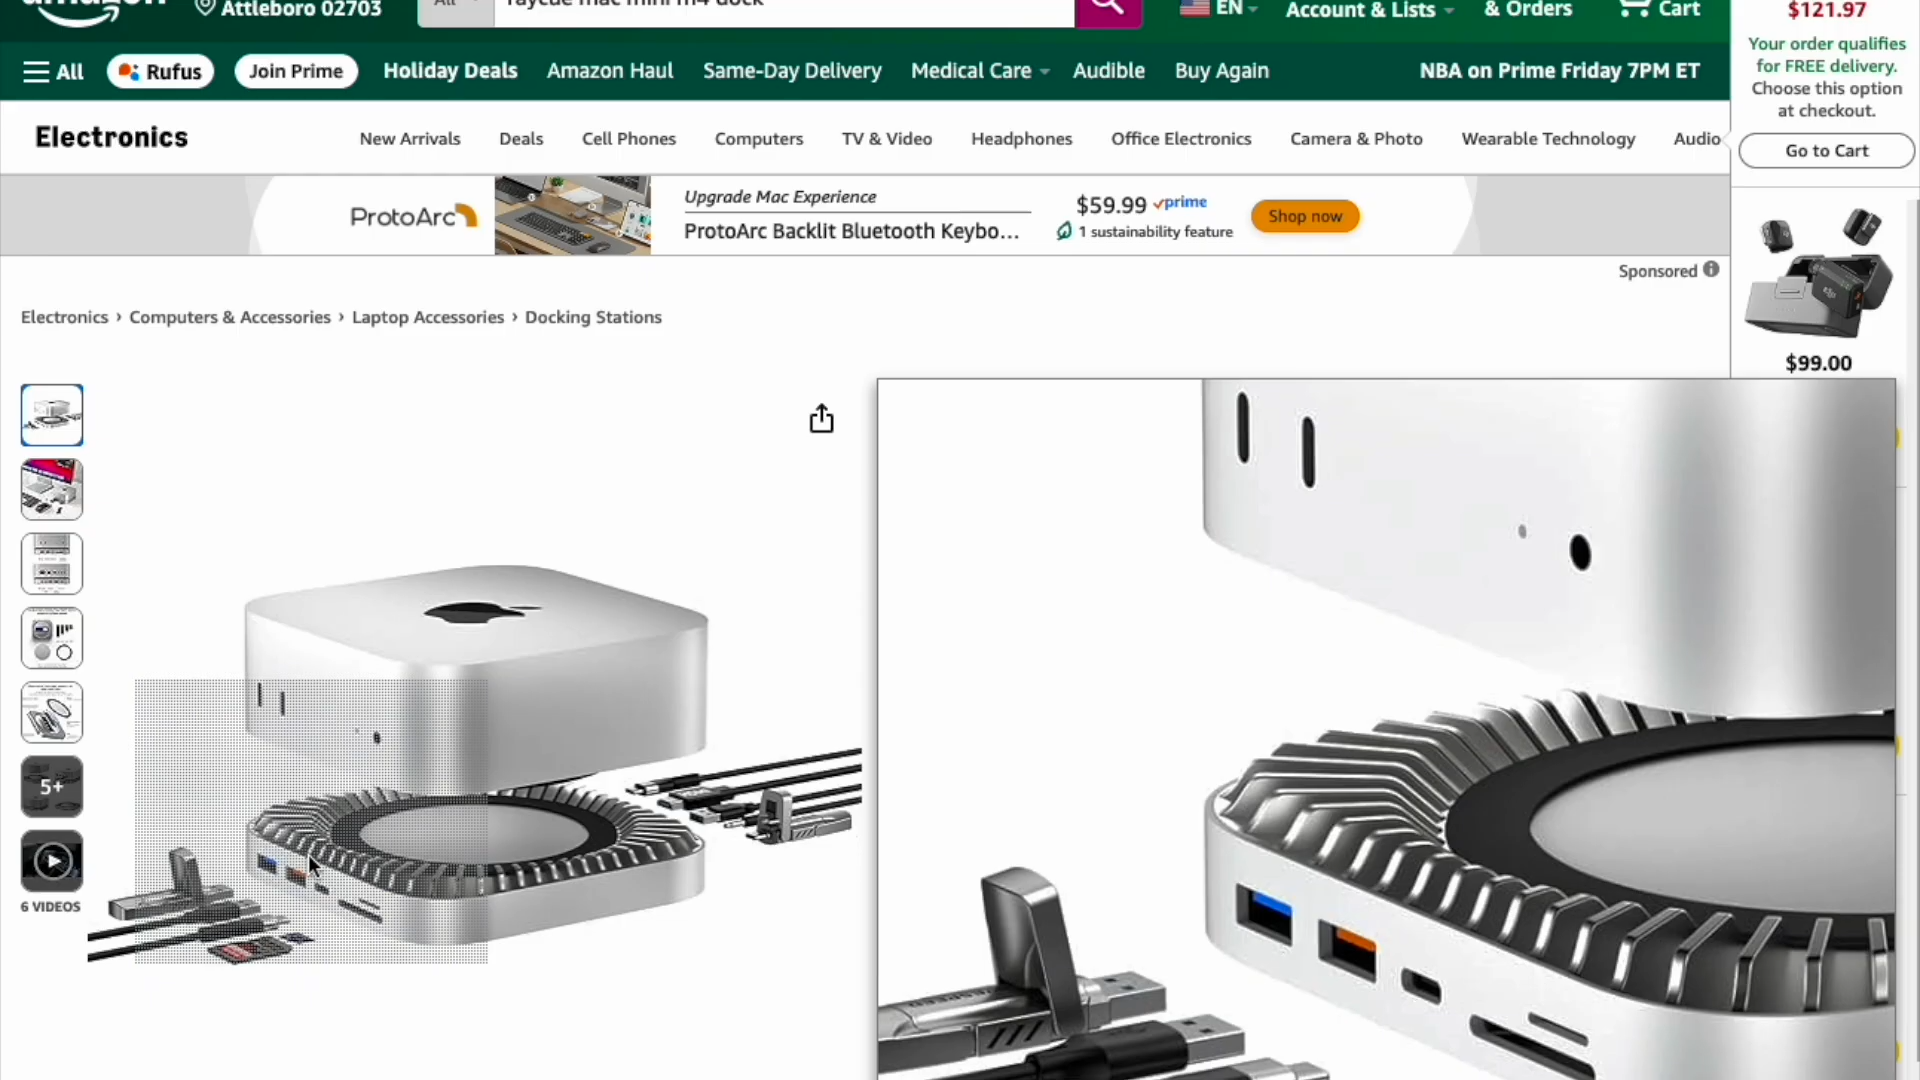 amazon
Attleboro 02703
All
raycue mac mini m4 dock
EN
Account & Lists
& Orders
Cart
$121.97
Your order qualifies
for FREE delivery.
Choose this option
at checkout.
Go to Cart
All
Rufus
Join Prime
Holiday Deals
Amazon Haul
Same-Day Delivery
Medical Care
Audible
Buy Again
NBA on Prime Friday 7PM ET
Electronics
New Arrivals
Deals
Cell Phones
Computers
TV & Video
Headphones
Office Electronics
Camera & Photo
Wearable Technology
Audio
ProtoArc
Upgrade Mac Experience
ProtoArc Backlit Bluetooth Keybo...
$59.99 prime
1 sustainability feature
Shop now
Sponsored
Electronics › Computers & Accessories › Laptop Accessories › Docking Stations
$99.00
5+
6 VIDEOS